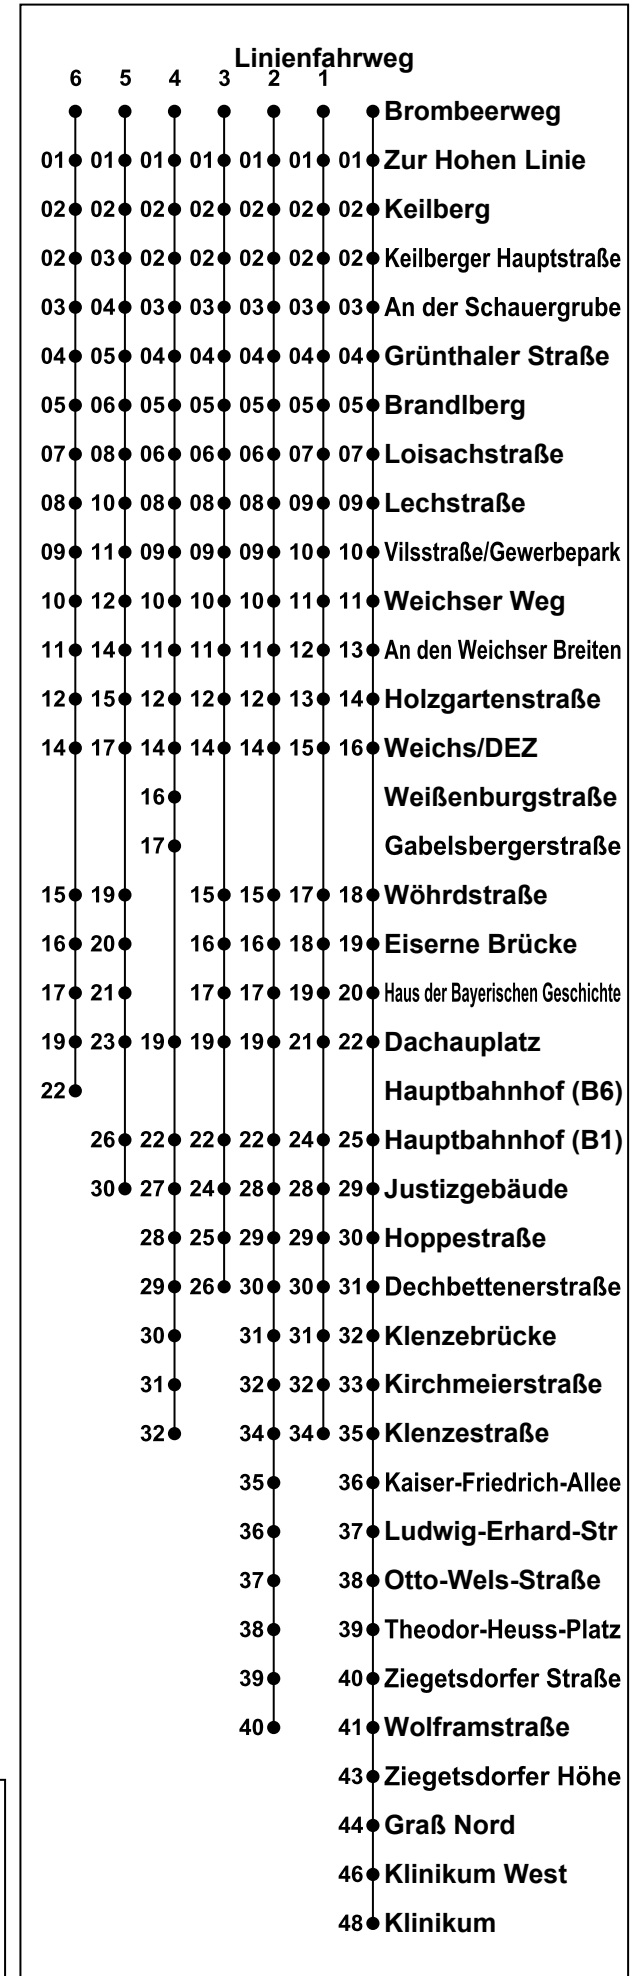 Linienfahrweg
6 5 4 3 2 1
Brombeerweg
01 01 01 01 01 01 01 Zur Hohen Linie
02 02 02 02 02 02 02 Keilberg
02 03 02 02 02 02 02 Keilberger Hauptstraße
03 04 03 03 03 03 03 An der Schauergrube
04 05 04 04 04 04 04 Grünthaler Straße
05 06 05 05 05 05 05 Brandlberg
07 08 06 06 06 07 07 Loisachstraße
08 10 08 08 08 09 09 Lechstraße
09 11 09 09 09 10 10 Vilsstraße/Gewerbepark
10 12 10 10 10 11 11 Weichser Weg
11 14 11 11 11 12 13 An den Weichser Breiten
12 15 12 12 12 13 14 Holzgartenstraße
14 17 14 14 14 15 16 Weichs/DEZ
16 Weißenburgstraße
17 Gabelsbergerstraße
15 19 15 15 17 18 Wöhrdstraße
16 20 16 16 18 19 Eiserne Brücke
17 21 17 17 19 20 Haus der Bayerischen Geschichte
19 23 19 19 19 21 22 Dachauplatz
22 Hauptbahnhof (B6)
26 22 22 22 24 25 Hauptbahnhof (B1)
30 27 24 28 28 29 Justizgebäude
28 25 29 29 30 Hoppestraße
29 26 30 30 31 Dechbettenerstraße
30 31 31 32 Klenzebrücke
31 32 32 33 Kirchmeierstraße
32 34 34 35 Klenzestraße
35 36 Kaiser-Friedrich-Allee
36 37 Ludwig-Erhard-Str
37 38 Otto-Wels-Straße
38 39 Theodor-Heuss-Platz
39 40 Ziegetsdorfer Straße
40 41 Wolframstraße
43 Ziegetsdorfer Höhe
44 Graß Nord
46 Klinikum West
48 Klinikum